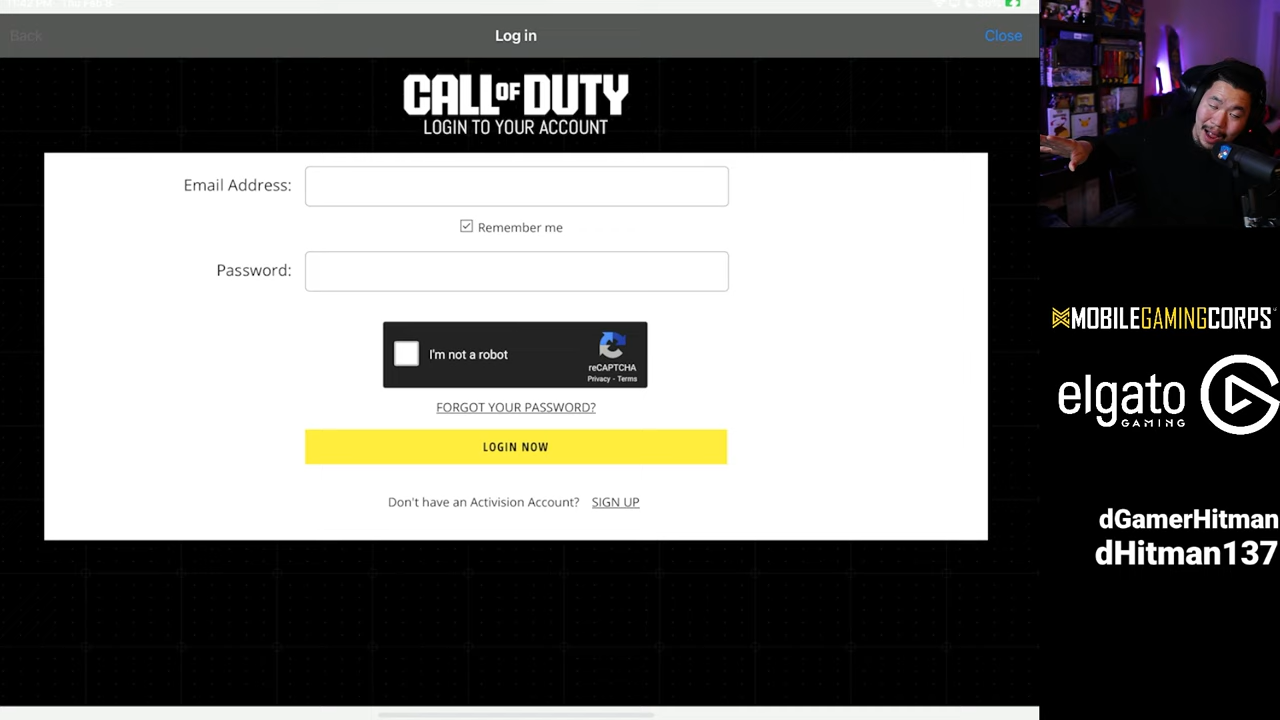 Back
Log in
Close
CALL OF DUTY
LOGIN TO YOUR ACCOUNT
Email Address:
Remember me
Password:
I'm not a robot
reCAPTCHA
Privacy - Terms
FORGOT YOUR PASSWORD?
LOGIN NOW
Don't have an Activision Account? SIGN UP
MOBILEGAMINGCORPS
elgato
GAMING
dGamerHitman
dHitman137